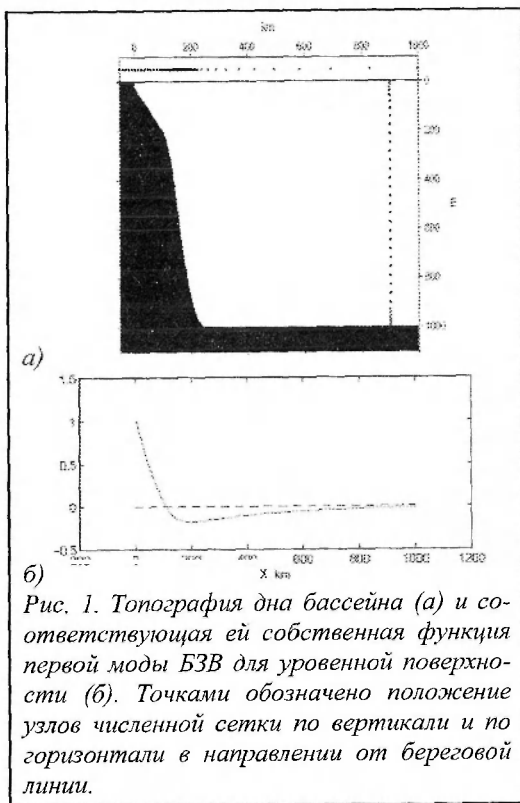 km
0 200 400 600 800 1000
0
200
400
600
800
1000
m
а)
1.5
1
0.5
0
-0.5
0 200 400 600 800 1000 1200
X km
б)
Рис. 1. Топография дна бассейна (а) и со-
ответствующая ей собственная функция
первой моды БЗВ для уровенной поверхно-
сти (б). Точками обозначено положение
узлов численной сетки по вертикали и по
горизонтали в направлении от береговой
линии.